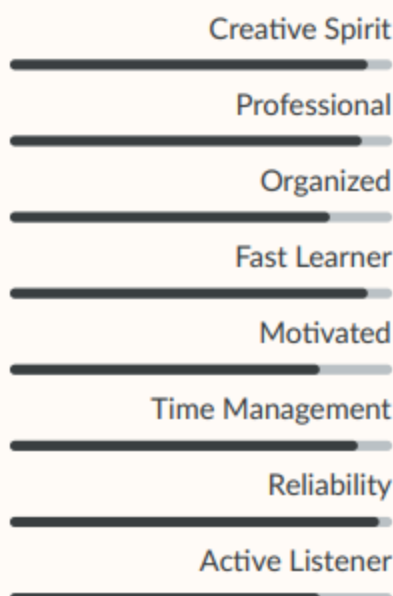 Creative Spirit
Professional
Organized
Fast Learner
Motivated
Time Management
Reliability
Active Listener